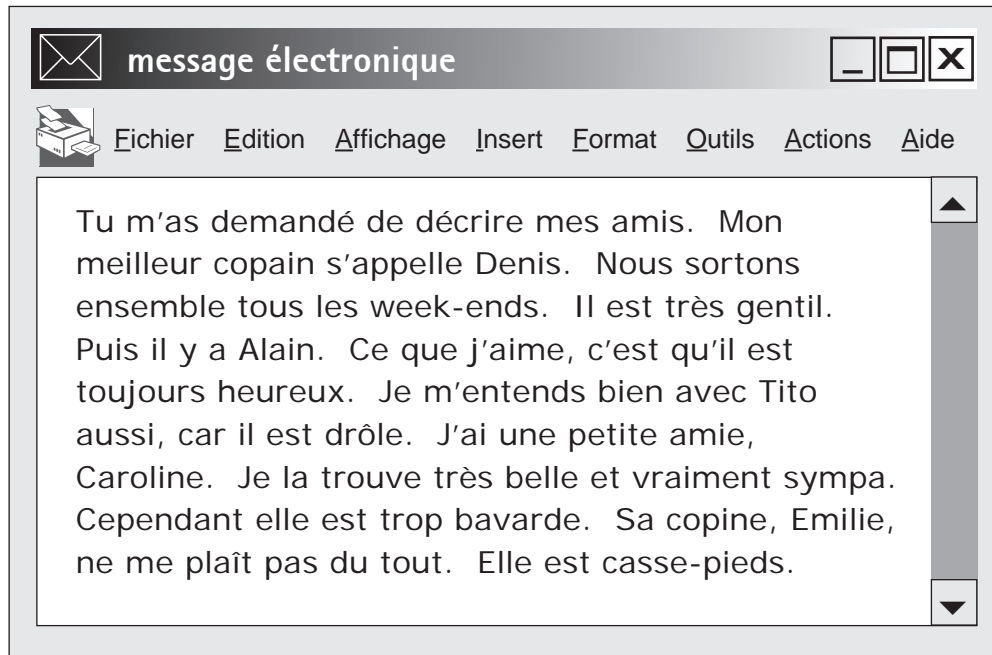 message électronique
Fichier Edition Affichage Insert Format Outils Actions Aide
Tu m'as demandé de décrire mes amis. Mon
meilleur copain s'appelle Denis. Nous sortons
ensemble tous les week-ends. Il est très gentil.
Puis il y a Alain. Ce que j'aime, c'est qu'il est
toujours heureux. Je m'entends bien avec Tito
aussi, car il est drôle. J'ai une petite amie,
Caroline. Je la trouve très belle et vraiment sympa.
Cependant elle est trop bavarde. Sa copine, Emilie,
ne me plaît pas du tout. Elle est casse-pieds.